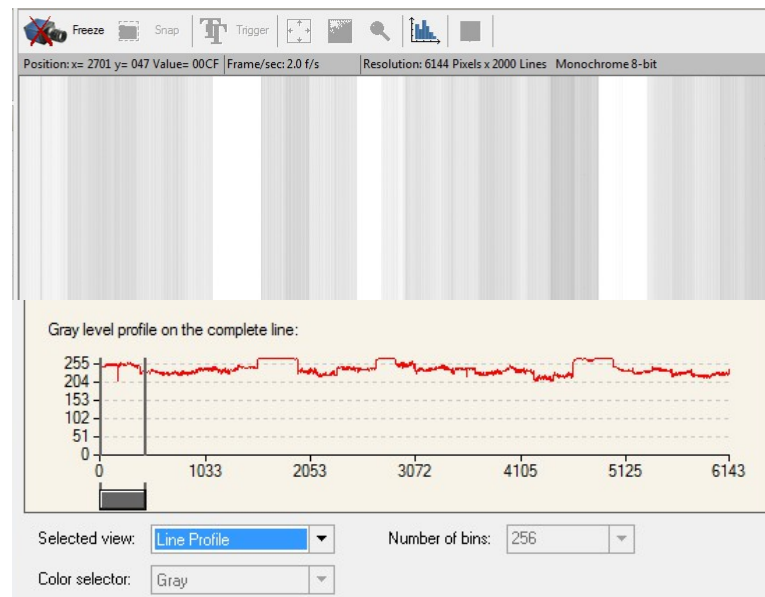 Freeze Snap Trigger
Position: x= 2701 y= 047 Value= 00CF Frame/sec: 2.0 f/s Resolution: 6144 Pixels x 2000 Lines Monochrome 8-bit
Gray level profile on the complete line:
255
204
153
102
51
0
0 1033 2053 3072 4105 5125 6143
Selected view: Line Profile Number of bins: 256
Color selector: Gray